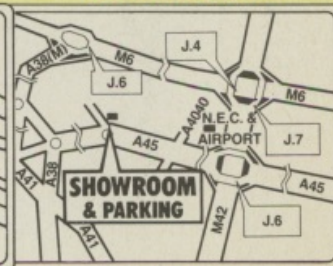 A38(M)
M6
J.4
J.6
M6
A4040
N.E.C. &
AIRPORT
J.7
A45
A41
A38
SHOWROOM
& PARKING
A45
J.6
M42
A41